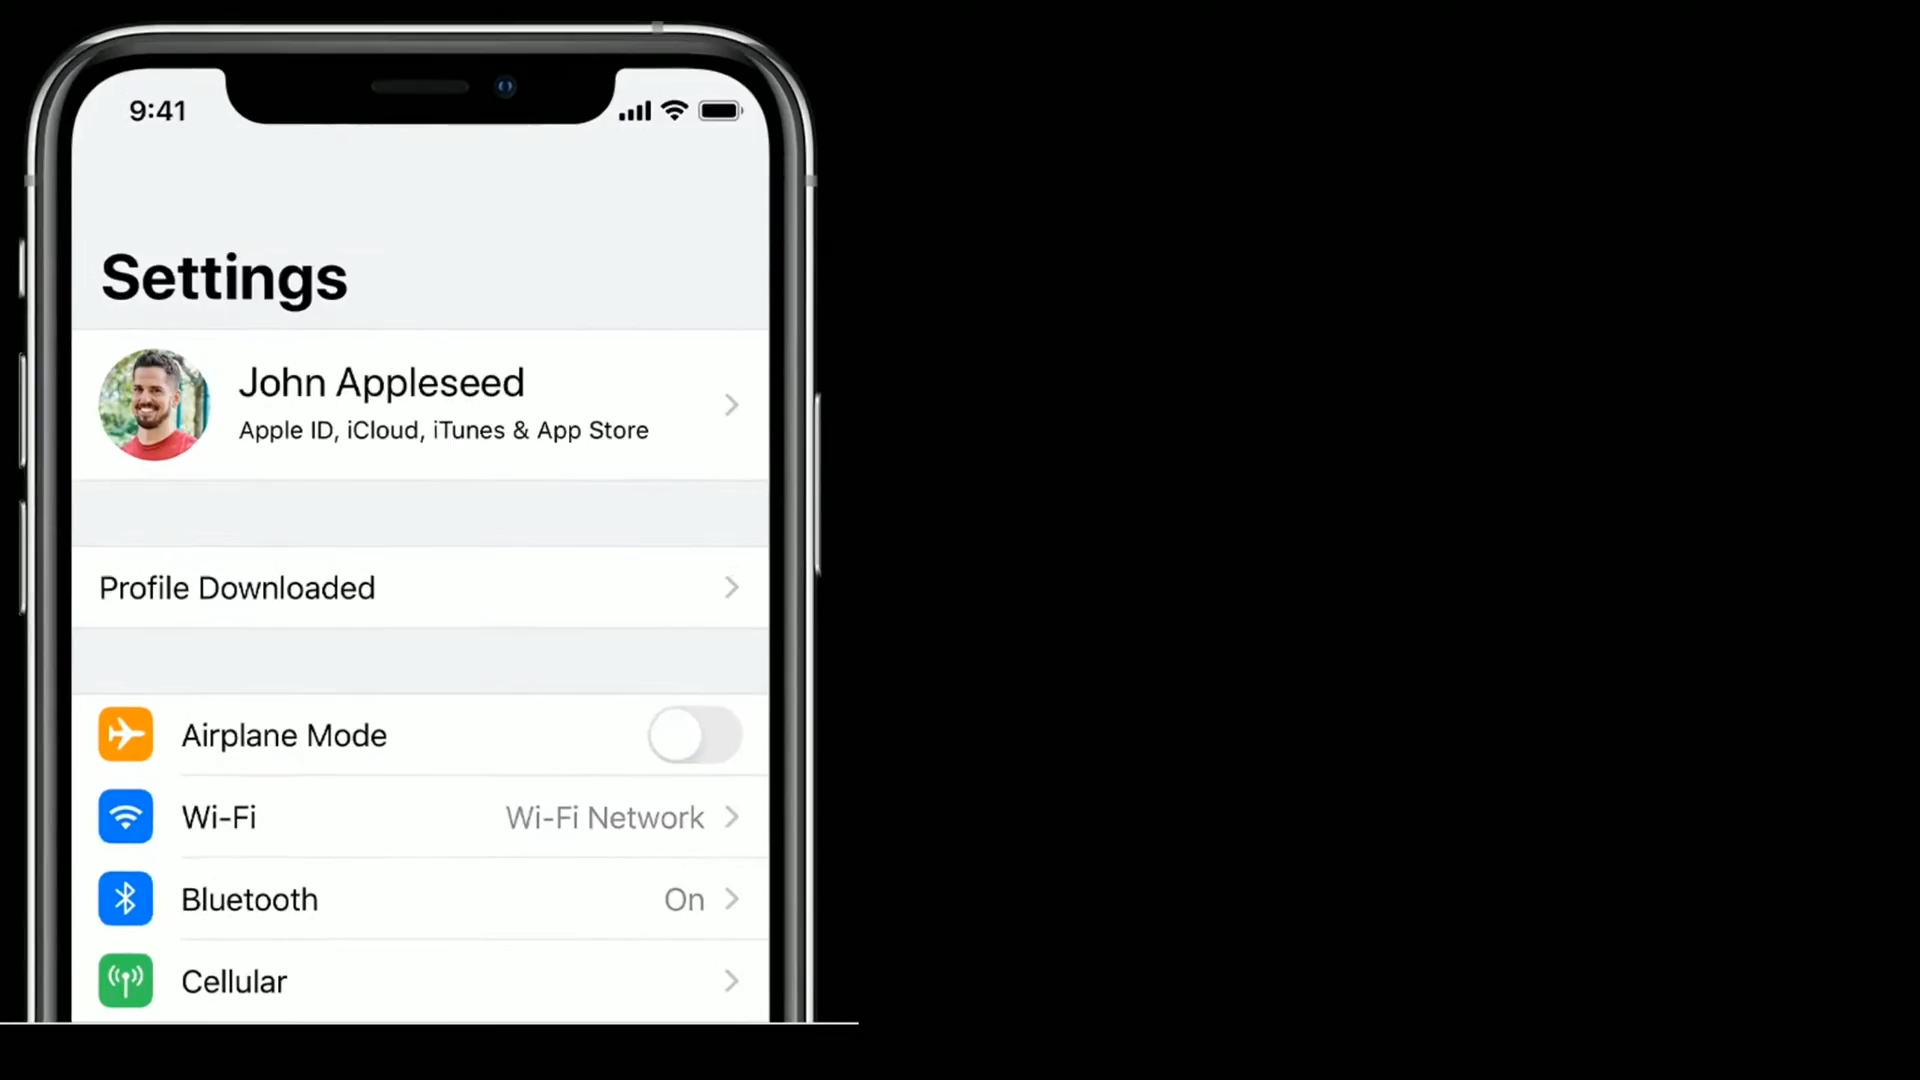 9:41
Settings
John Appleseed
Apple ID, iCloud, iTunes & App Store
Profile Downloaded
Airplane Mode
Wi-Fi Wi-Fi Network
Bluetooth On
Cellular